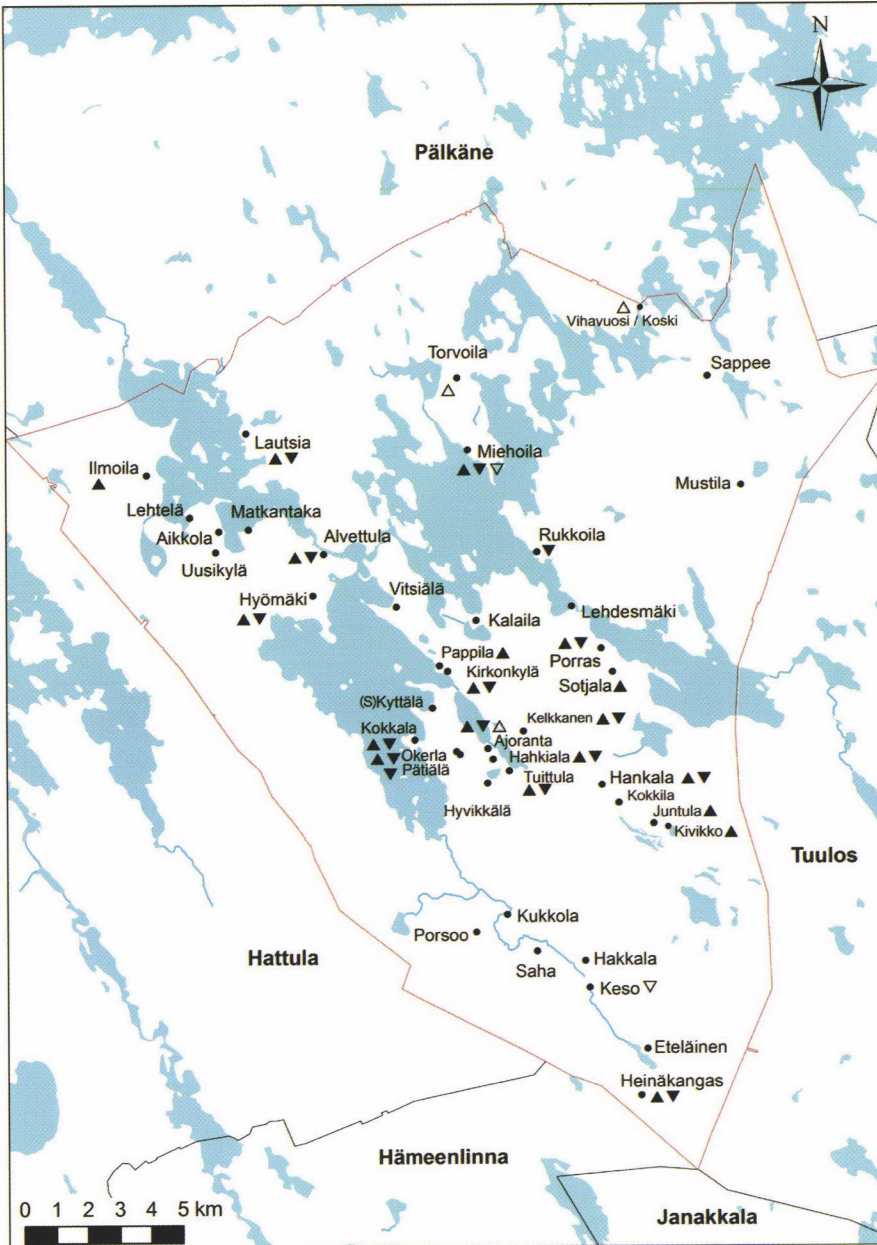 N
Pälkäne
Vihavuosi / Koski
Torvoila
Sappee
Lautsia
Miehoila
Ilmoila
Mustila
Lehtelä
Matkantaka
Aikkola
Alvettula
Rukkoila
Uusikylä
Hyömäki
Vitsiälä
Lehdesmäki
Kalaila
Pappila
Porras
Kirkonkylä
Sotjala
(S)Kyttälä
Kelkkanen
Kokkala
Ajoranta
Okerla
Hahkiala
Pätiälä
Tuittula
Hankala
Kokkila
Hyvikkälä
Juntula
Kivikko
Tuulos
Kukkola
Porsoo
Hattula
Saha
Hakkala
Keso
Eteläinen
Heinäkangas
Hämeenlinna
0 1 2 3 4 5 km
Janakkala